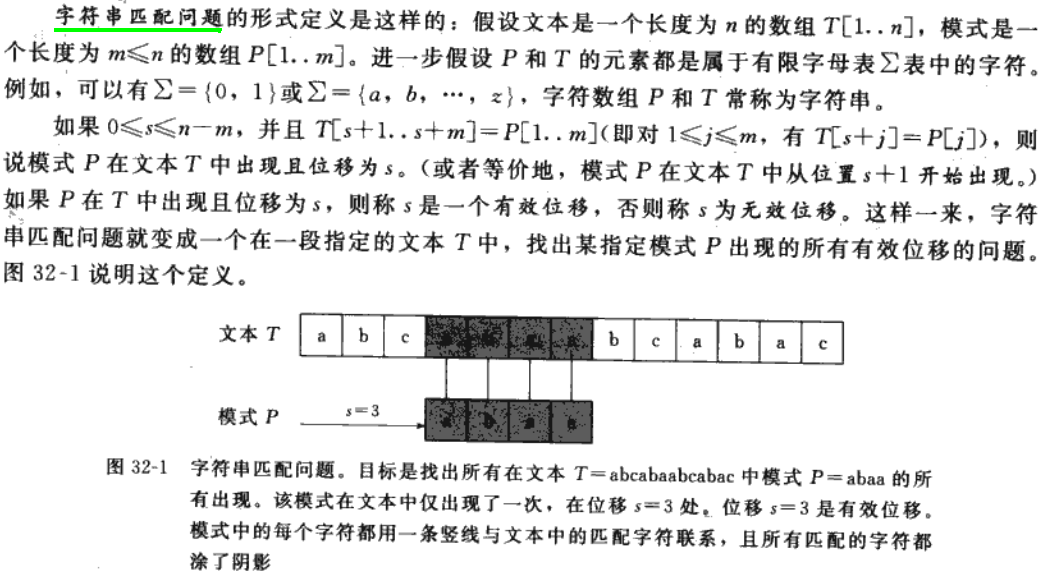 字符串匹配问题的形式定义是这样的：假设文本是一个长度为 n 的数组 T[1..n]，模式是一
个长度为 m≤n 的数组 P[1..m]。进一步假设 P 和 T 的元素都是属于有限字母表∑表中的字符。
例如，可以有∑={0，1}或∑={a，b，…，z}，字符数组 P 和 T 常称为字符串。
如果 0≤s≤n-m，并且 T[s+1..s+m]=P[1..m](即对 1≤j≤m，有 T[s+j]=P[j])，则
说模式 P 在文本 T 中出现且位移为 s。（或者等价地，模式 P 在文本 T 中从位置 s+1 开始出现。）
如果 P 在 T 中出现且位移为 s，则称 s 是一个有效位移，否则称 s 为无效位移。这样一来，字符
串匹配问题就变成一个在一段指定的文本 T 中，找出某指定模式 P 出现的所有有效位移的问题。
图 32-1 说明这个定义。
文本 T a b c a b a a b c a b a c
s=3
模式 P a b a a
图 32-1 字符串匹配问题。目标是找出所有在文本 T=abcabaabcabac 中模式 P=abaa 的所
有出现。该模式在文本中仅出现了一次，在位移 s=3 处。位移 s=3 是有效位移。
模式中的每个字符都用一条竖线与文本中的匹配字符联系，且所有匹配的字符都
涂了阴影